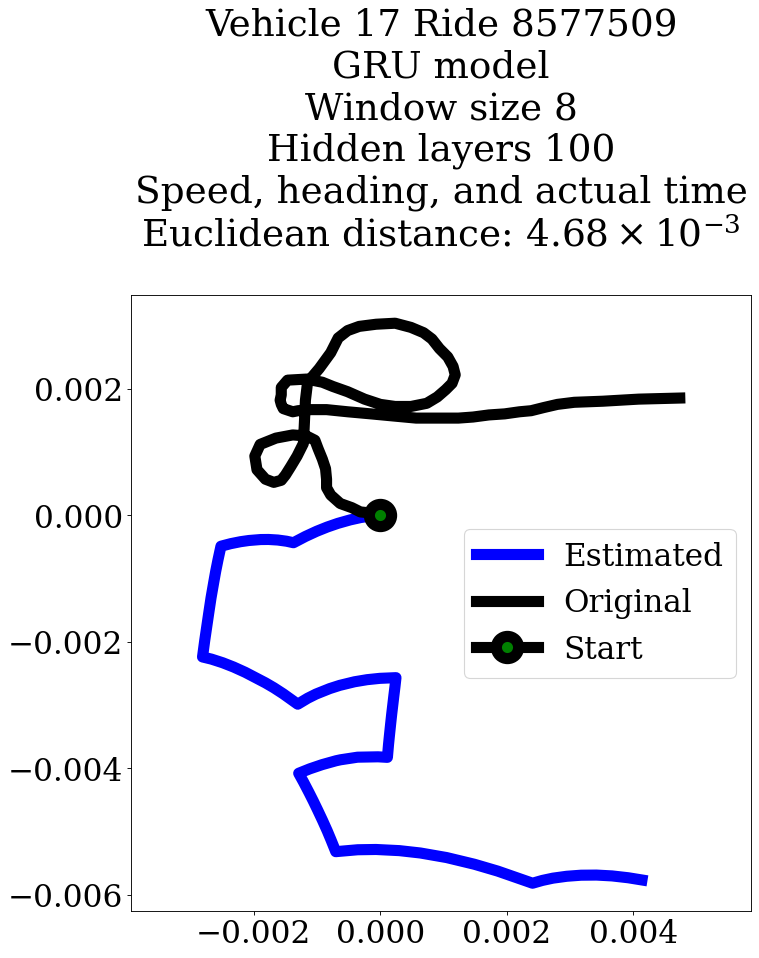 Vehicle 17 Ride 8577509
GRU model
Window size 8
Hidden layers 100
Speed, heading, and actual time
Euclidean distance: 4.68 × 10⁻³
0.002
0.000
−0.002
−0.004
−0.006
Estimated
Original
Start
−0.002 0.000 0.002 0.004